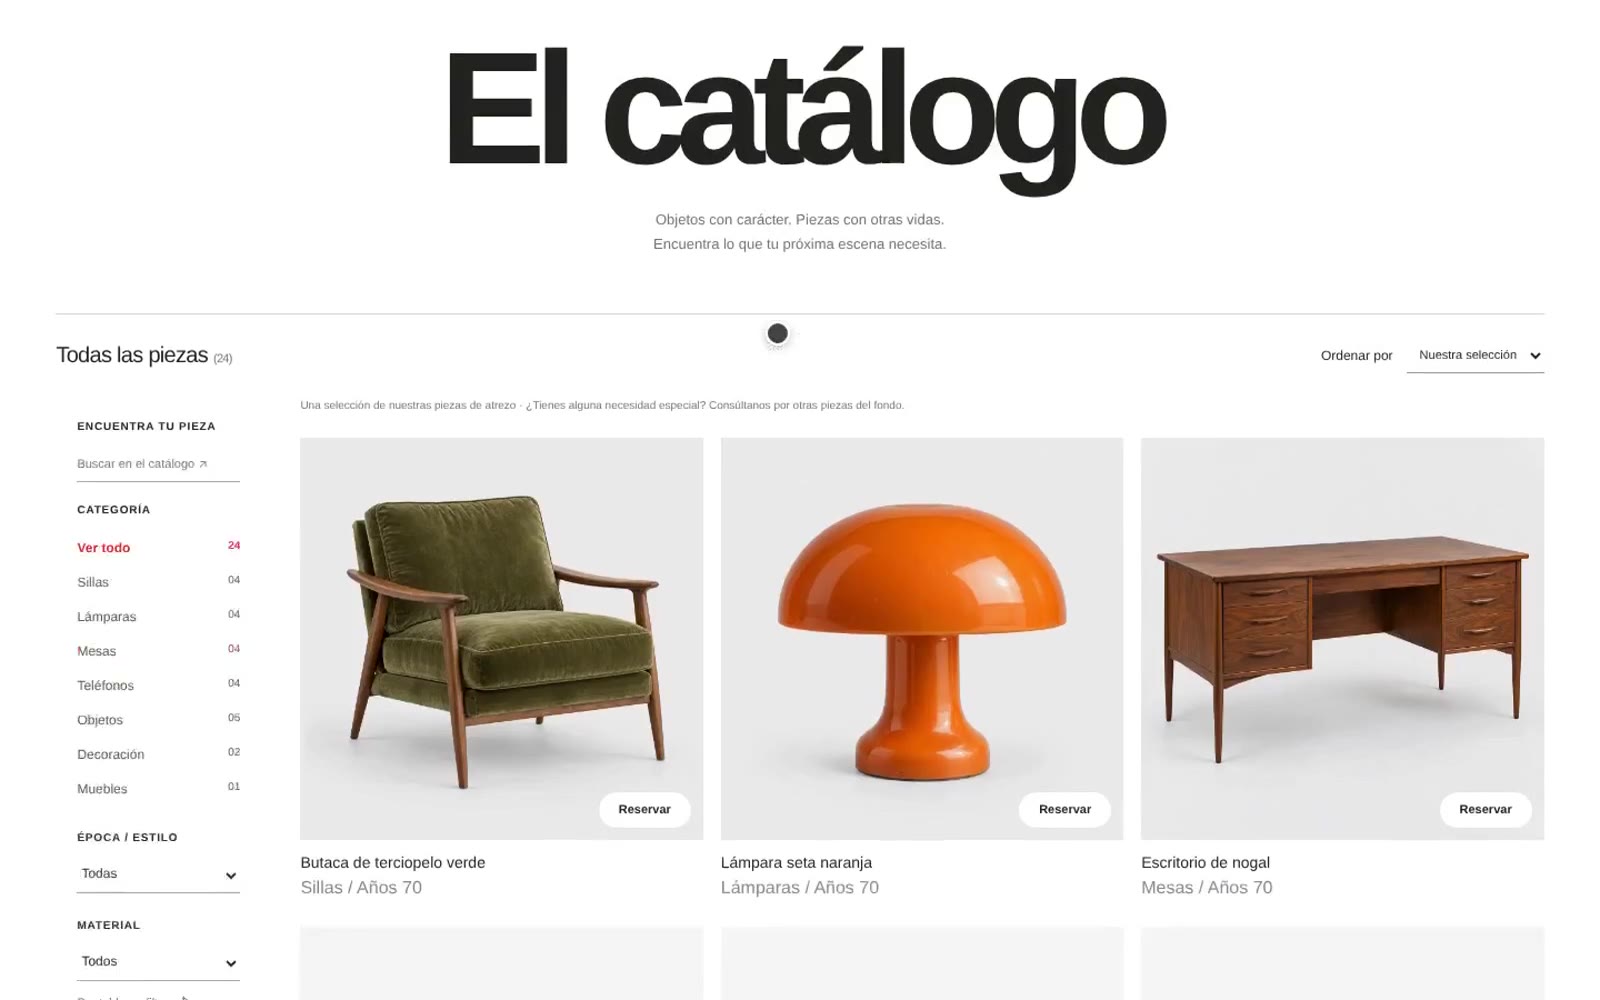 El catálogo
Objetos con carácter. Piezas con otras vidas.
Encuentra lo que tu próxima escena necesita.
Todas las piezas (24)
Ordenar por
Nuestra selección
Una selección de nuestras piezas de atrezo · ¿Tienes alguna necesidad especial? Consúltanos por otras piezas del fondo.
ENCUENTRA TU PIEZA
Buscar en el catálogo ↗
CATEGORÍA
Ver todo 24
Sillas 04
Lámparas 04
Mesas 04
Teléfonos 04
Objetos 05
Decoración 02
Muebles 01
ÉPOCA / ESTILO
Todas
MATERIAL
Todos
Reservar
Butaca de terciopelo verde
Sillas / Años 70
Reservar
Lámpara seta naranja
Lámparas / Años 70
Reservar
Escritorio de nogal
Mesas / Años 70